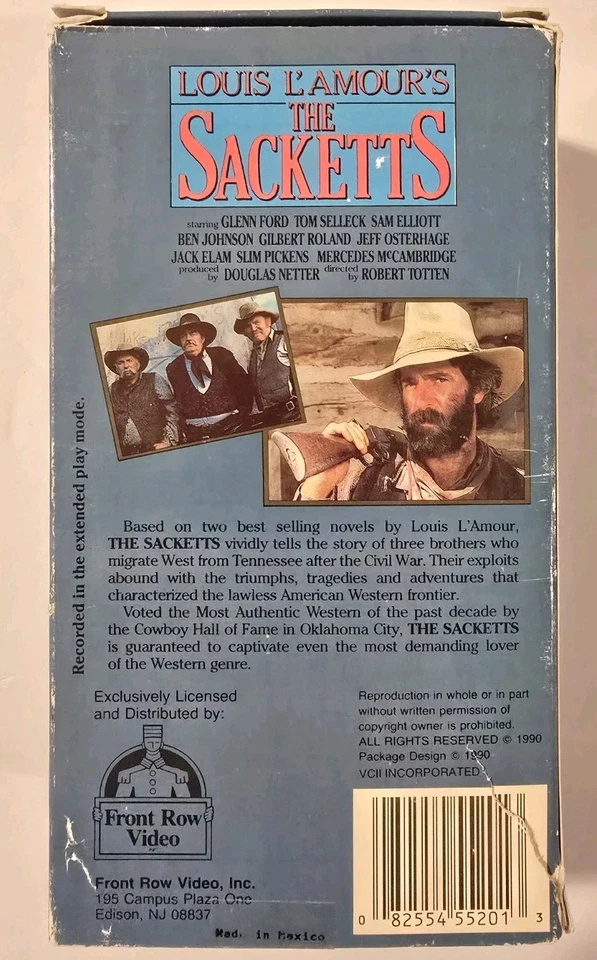 LOUIS L'AMOUR'S
THE
SACKETTS
starring GLENN FORD TOM SELLECK SAM ELLIOTT
BEN JOHNSON GILBERT ROLAND JEFF OSTERHAGE
JACK ELAM SLIM PICKENS MERCEDES McCAMBRIDGE
produced by DOUGLAS NETTER directed by ROBERT TOTTEN
Recorded in the extended play mode.
Based on two best selling novels by Louis L'Amour,
THE SACKETTS vividly tells the story of three brothers who
migrate West from Tennessee after the Civil War. Their exploits
abound with the triumphs, tragedies and adventures that
characterized the lawless American Western frontier.
Voted the Most Authentic Western of the past decade by
the Cowboy Hall of Fame in Oklahoma City, THE SACKETTS
is guaranteed to captivate even the most demanding lover
of the Western genre.
Exclusively Licensed
and Distributed by:
Front Row
Video
Front Row Video, Inc.
195 Campus Plaza One
Edison, NJ 08837
Made in Mexico
Reproduction in whole or in part
without written permission of
copyright owner is prohibited.
ALL RIGHTS RESERVED © 1990
Package Design © 1990
VCII INCORPORATED
0 82554 55201 3